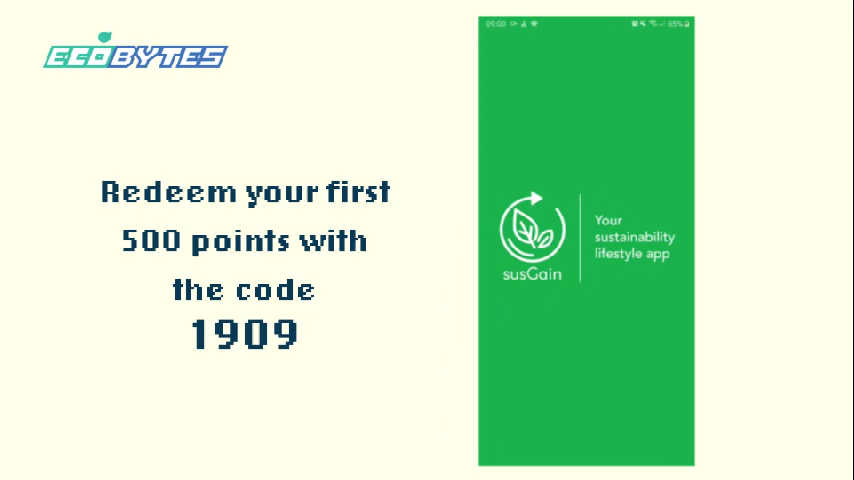 ECOBYTES
Redeem your first
500 points with
the code
1909
09:00
85%
susGain
Your
sustainability
lifestyle app